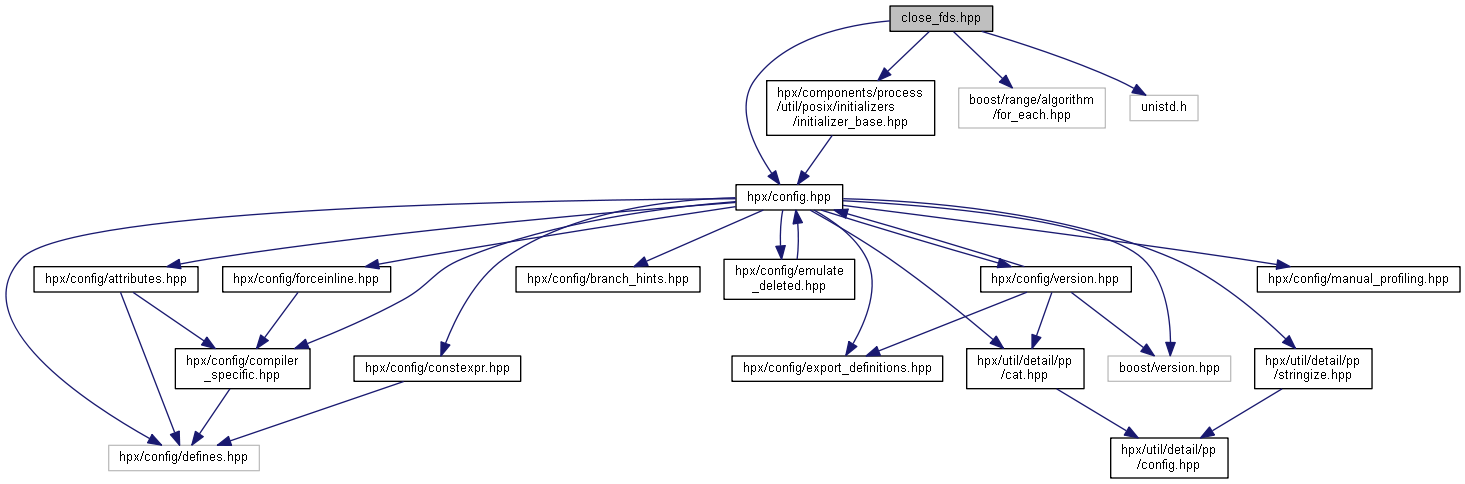 close_fds.hpp
hpx/components/process
/util/posix/initializers
/initializer_base.hpp
boost/range/algorithm
/for_each.hpp
unistd.h
hpx/config.hpp
hpx/config/attributes.hpp
hpx/config/forceinline.hpp
hpx/config/branch_hints.hpp
hpx/config/emulate
_deleted.hpp
hpx/config/version.hpp
hpx/config/manual_profiling.hpp
hpx/config/compiler
_specific.hpp
hpx/config/constexpr.hpp
hpx/config/export_definitions.hpp
hpx/util/detail/pp
/cat.hpp
boost/version.hpp
hpx/util/detail/pp
/stringize.hpp
hpx/config/defines.hpp
hpx/util/detail/pp
/config.hpp